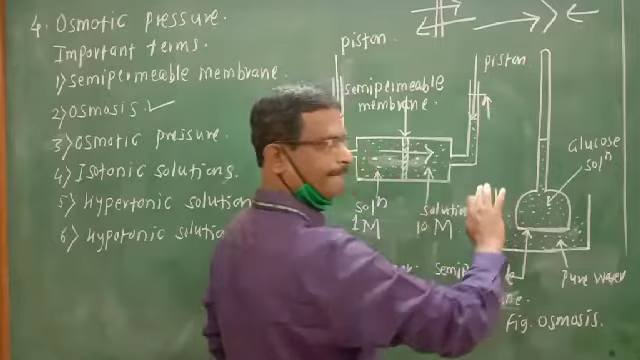 4. Osmotic pressure.
Important terms.
1) semipermeable membrane.
2) osmosis. ✓
3) osmotic pressure.
4) Isotonic solutions.
5) Hypertonic solution
6) Hypotonic solutio
piston.
semipermeable
membrane.
piston
soln
1M
solution
10 M
Glucose
soln
pure water
Fig. osmosis.